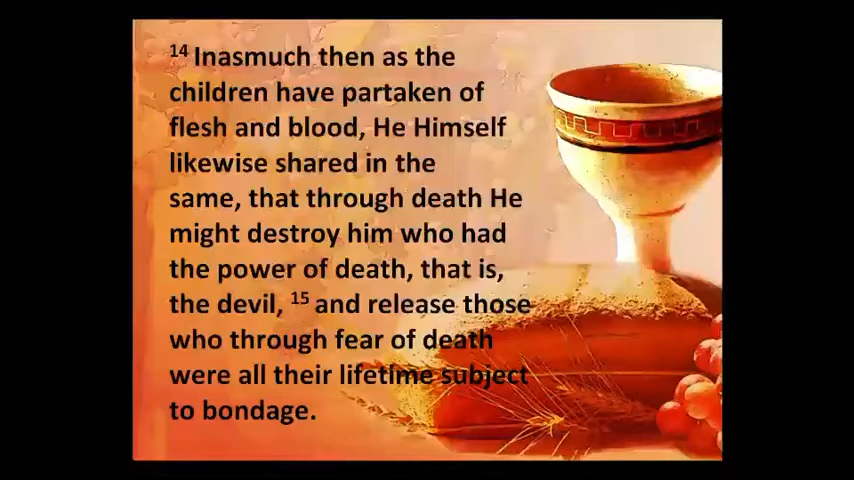 14 Inasmuch then as the
children have partaken of
flesh and blood, He Himself
likewise shared in the
same, that through death He
might destroy him who had
the power of death, that is,
the devil, 15 and release those
who through fear of death
were all their lifetime subject
to bondage.